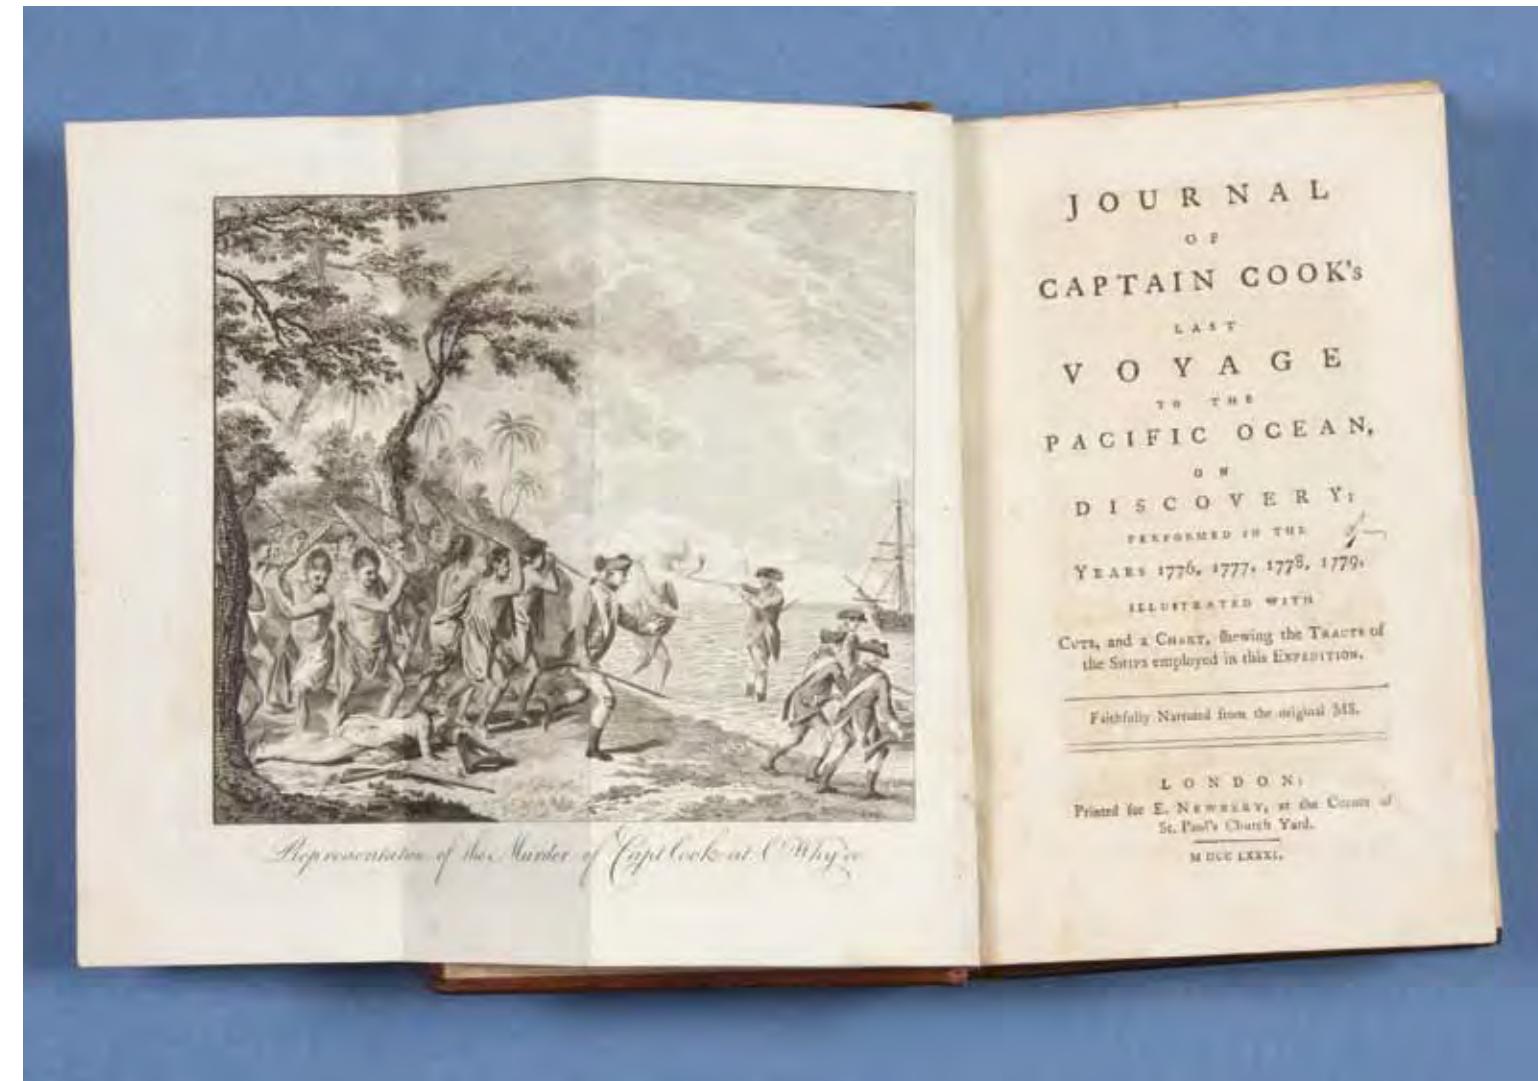 Representation of the Murder of Capt Cook at O Why ee
JOURNAL
OF
CAPTAIN COOK's
LAST
VOYAGE
TO THE
PACIFIC OCEAN,
ON
DISCOVERY;
PERFORMED IN THE
YEARS 1776, 1777, 1778, 1779.
ILLUSTRATED WITH
CUTS, and a CHART, shewing the TRACTS of
the SHIPS employed in this EXPEDITION.
Faithfully Narrated from the original MS.
LONDON:
Printed for E. NEWBERY, at the Corner of
St. Paul's Church Yard.
M DCC LXXXI.